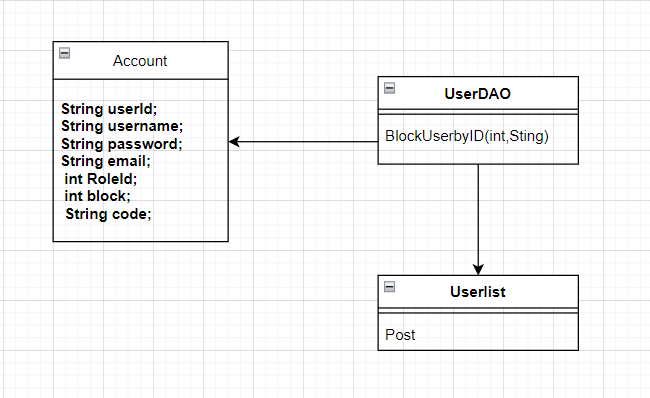 Account
String userId;
String username;
String password;
String email;
int RoleId;
int block;
String code;
UserDAO
BlockUserbyID(int,Sting)
Userlist
Post